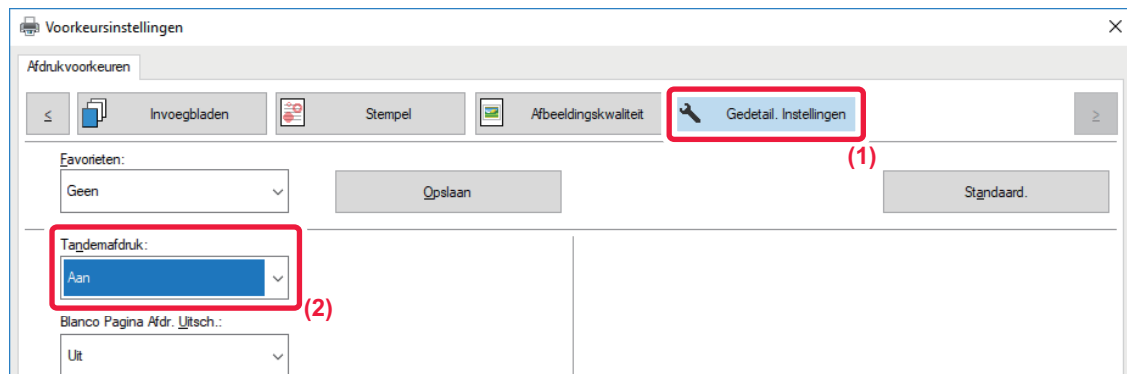 Voorkeursinstellingen
Afdrukvoorkeuren
≤ Invoegbladen Stempel Afbeeldingskwaliteit Gedetail. Instellingen ≥
(1)
Favorieten:
Geen Opslaan Standaard.
Tandemafdruk:
Aan
(2)
Blanco Pagina Afdr. Uitsch.:
Uit